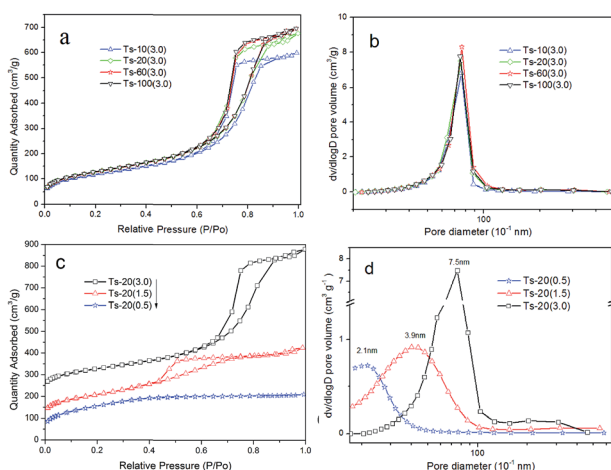 a
Ts-10(3.0)
Ts-20(3.0)
Ts-60(3.0)
Ts-100(3.0)
Quantity Adsorbed (cm³/g)
700
600
500
400
300
200
100
0
0.0 0.2 0.4 0.6 0.8 1.0
Relative Pressure (P/Po)
b
Ts-10(3.0)
Ts-20(3.0)
Ts-60(3.0)
Ts-100(3.0)
dv/dlogD pore volume (cm³/g)
10
8
6
4
2
0
100
Pore diameter (10⁻¹ nm)
c
Ts-20(3.0)
Ts-20(1.5)
Ts-20(0.5)
Quantity Adsorbed (cm³/g)
900
800
700
600
500
400
300
200
100
0
0.0 0.2 0.4 0.6 0.8 1.0
Relative Pressure (P/Po)
d
7.5nm
Ts-20(0.5)
Ts-20(1.5)
Ts-20(3.0)
3.9nm
2.1nm
dv/dlogD pore volume (cm³ g⁻¹)
8
7
1
0
100
Pore diameter (10⁻¹ nm)